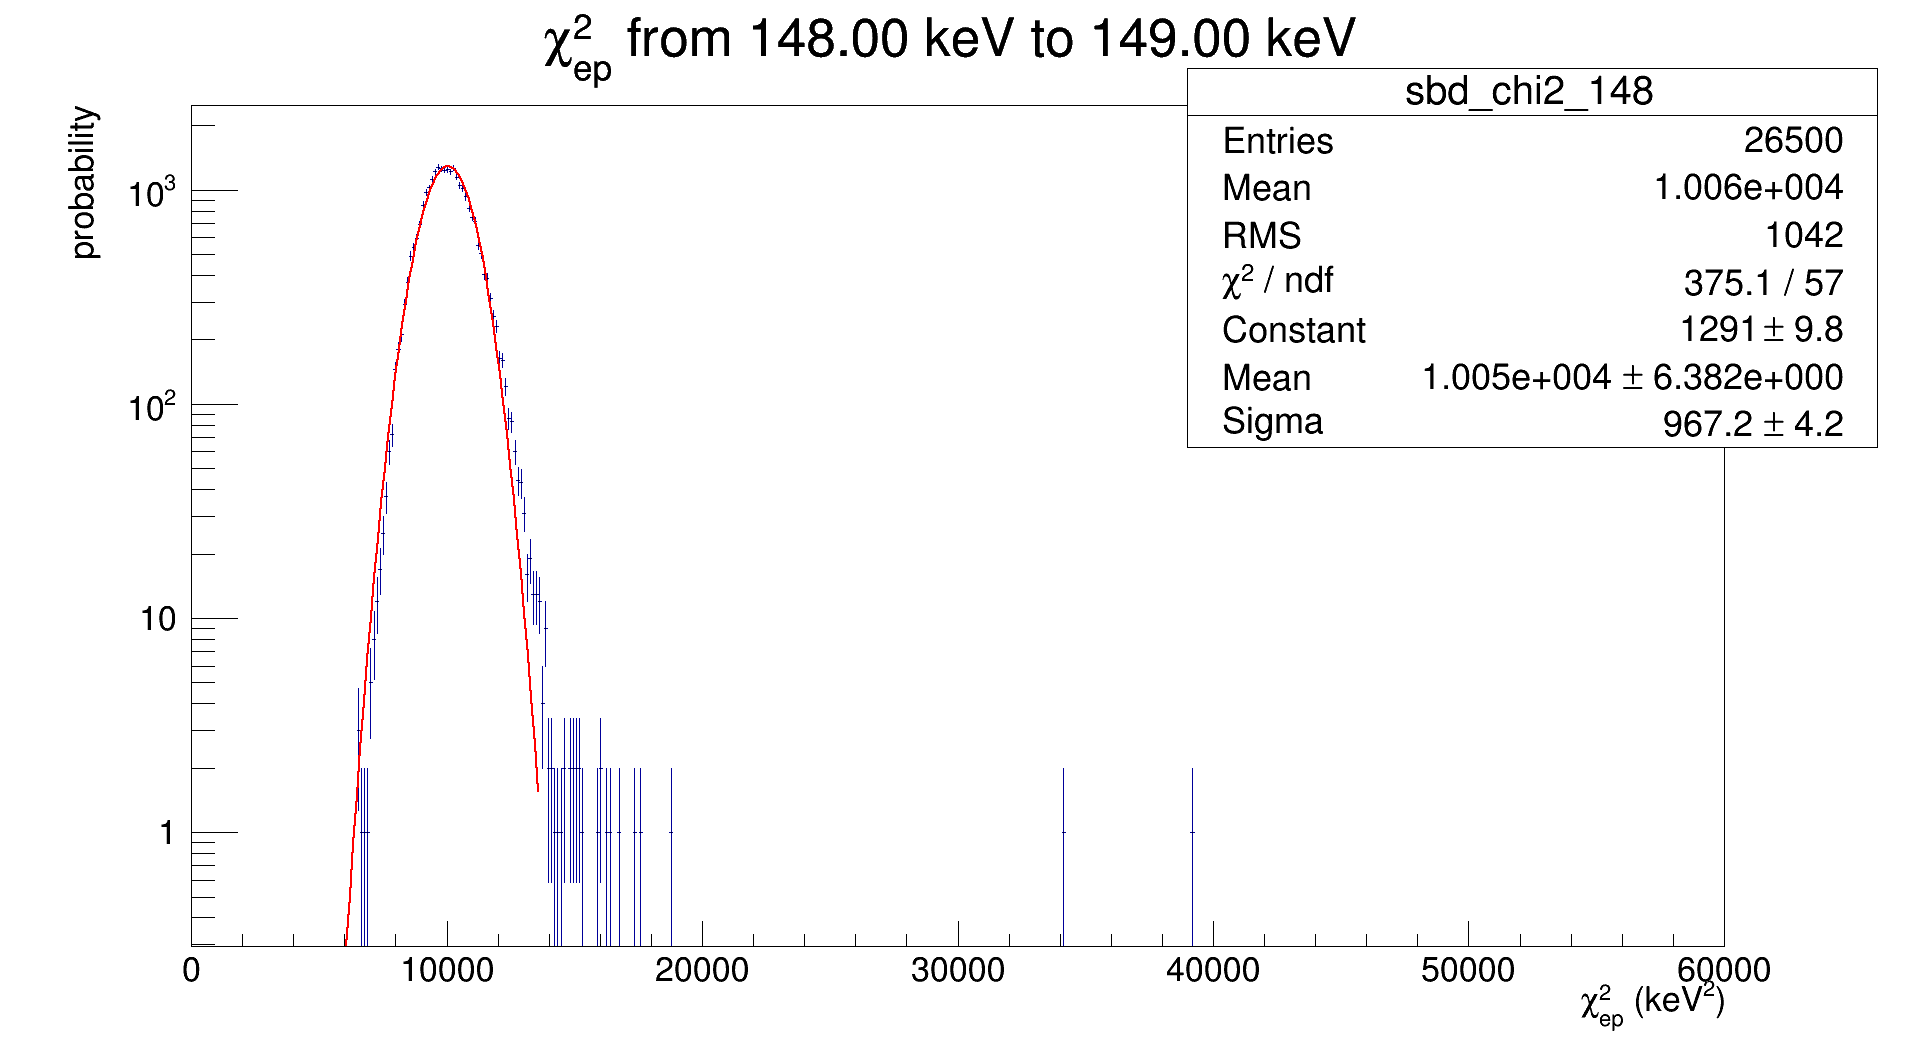 χ²ep from 148.00 keV to 149.00 keV
sbd_chi2_148
Entries 26500
Mean 1.006e+004
RMS 1042
χ² / ndf 375.1 / 57
Constant 1291 ± 9.8
Mean 1.005e+004 ± 6.382e+000
Sigma 967.2 ± 4.2
probability
10³
10²
10
1
0 10000 20000 30000 40000 50000 60000
χ²ep (keV²)